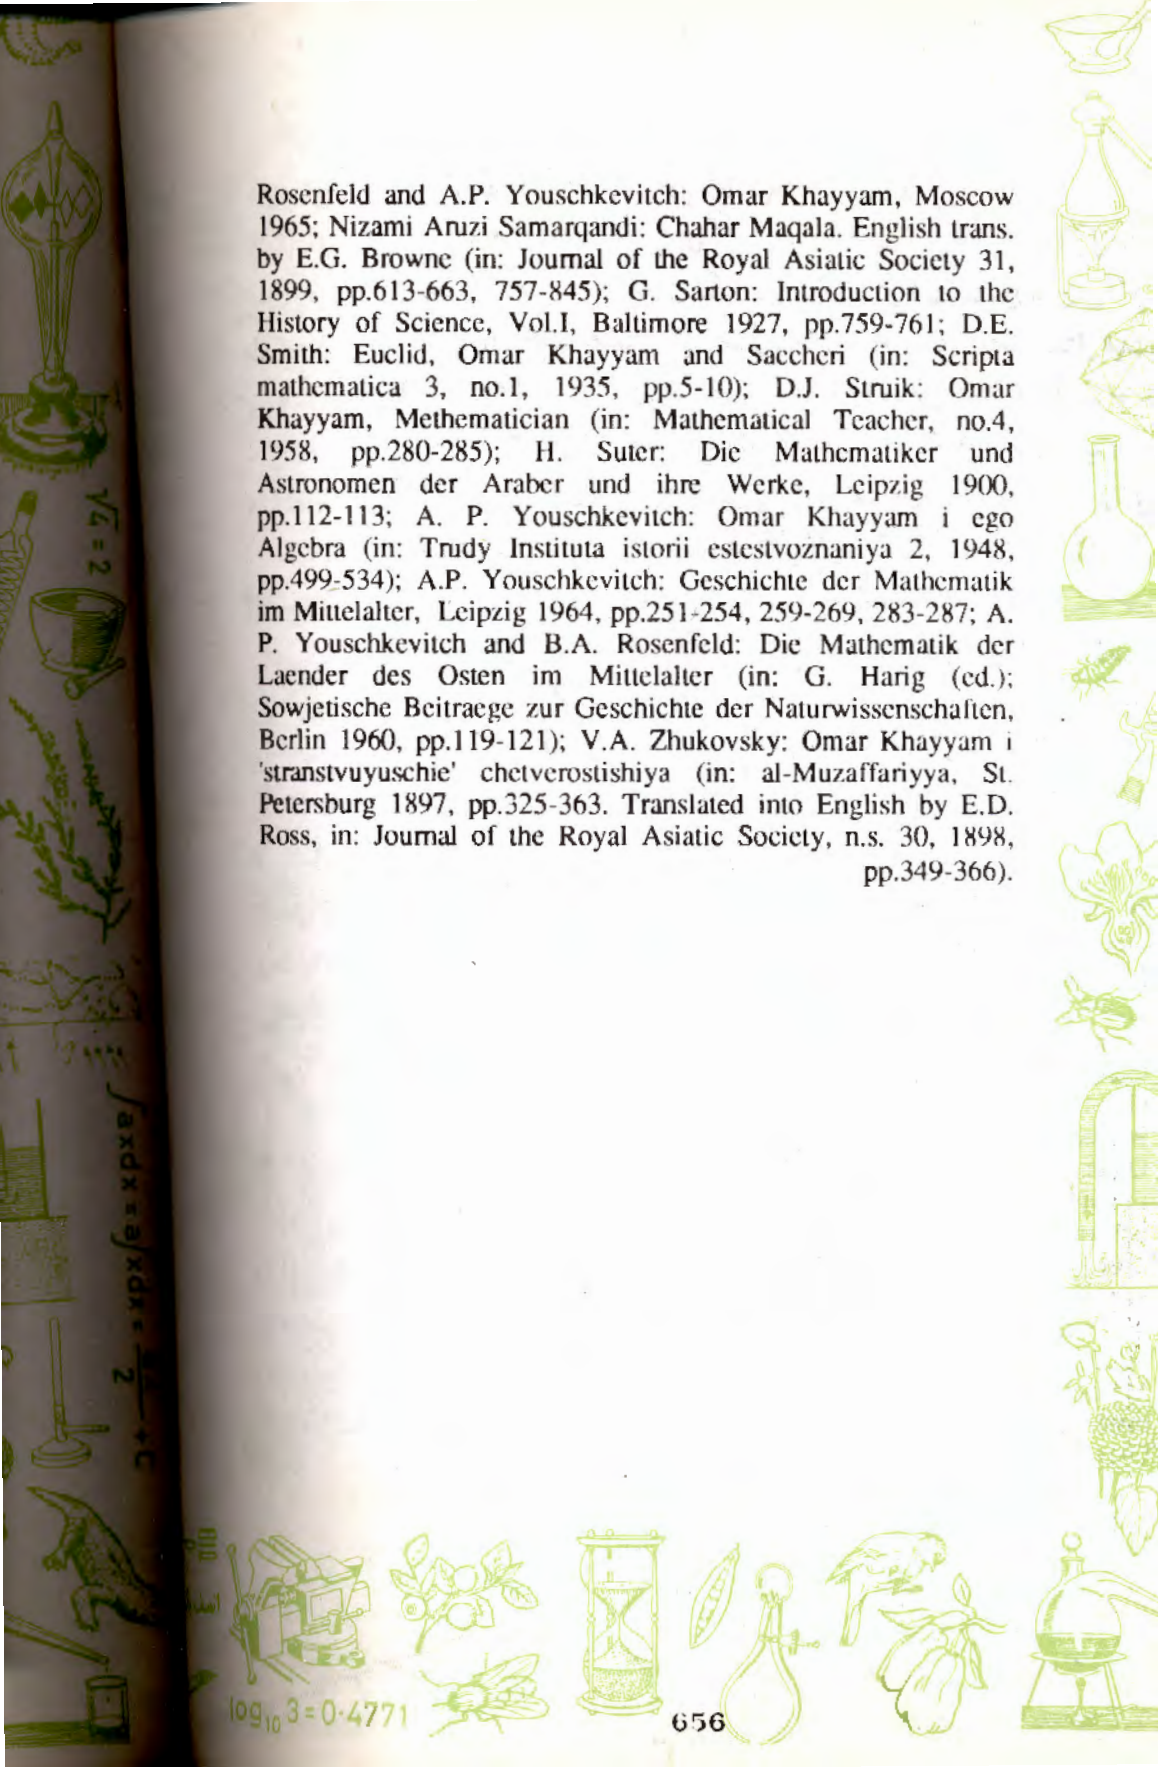 Rosenfeld and A.P. Youschkevitch: Omar Khayyam, Moscow
1965; Nizami Aruzi Samarqandi: Chahar Maqala. English trans.
by E.G. Browne (in: Journal of the Royal Asiatic Society 31,
1899, pp.613-663, 757-845); G. Sarton: Introduction to the
History of Science, Vol.I, Baltimore 1927, pp.759-761; D.E.
Smith: Euclid, Omar Khayyam and Saccheri (in: Scripta
mathematica 3, no.1, 1935, pp.5-10); D.J. Struik: Omar
Khayyam, Methematician (in: Mathematical Teacher, no.4,
1958, pp.280-285); H. Suter: Die Mathematiker und
Astronomen der Araber und ihre Werke, Leipzig 1900,
pp.112-113; A. P. Youschkevitch: Omar Khayyam i ego
Algebra (in: Trudy Instituta istorii estestvoznaniya 2, 1948,
pp.499-534); A.P. Youschkevitch: Geschichte der Mathematik
im Mittelalter, Leipzig 1964, pp.251-254, 259-269, 283-287; A.
P. Youschkevitch and B.A. Rosenfeld: Die Mathematik der
Laender des Osten im Mittelalter (in: G. Harig (ed.);
Sowjetische Beitraege zur Geschichte der Naturwissenschaften,
Berlin 1960, pp.119-121); V.A. Zhukovsky: Omar Khayyam i
'stranstvuyuschie' chetverostishiya (in: al-Muzaffariyya, St.
Petersburg 1897, pp.325-363. Translated into English by E.D.
Ross, in: Journal of the Royal Asiatic Society, n.s. 30, 1898,
pp.349-366).
√4 = 2
∫axdx = a∫xdx = 2 + C
log₁₀ 3 = 0·4771
656